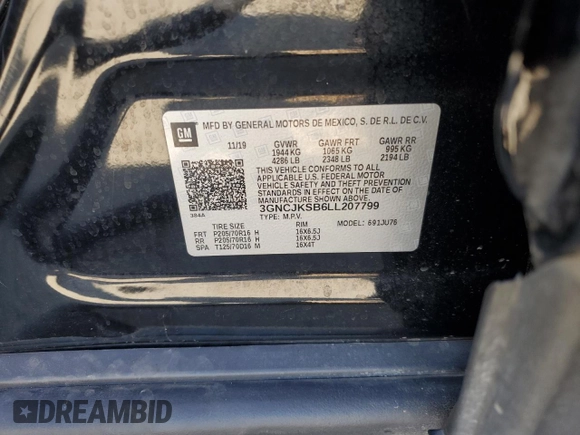 GM
MFD BY GENERAL MOTORS DE MEXICO, S. DE R.L. DE C.V.
11/19 GVWR GAWR FRT GAWR RR
1944 KG 1065 KG 995 KG
4286 LB 2348 LB 2194 LB
THIS VEHICLE CONFORMS TO ALL
APPLICABLE U.S. FEDERAL MOTOR
VEHICLE SAFETY AND THEFT PREVENTION
STANDARDS IN EFFECT ON THE DATE OF
MANUFACTURE SHOWN ABOVE.
3GNCJKSB6LL207799
TYPE: M.P.V. MODEL: 691JU76
TIRE SIZE RIM
FRT P205/70R16 H 16X6.5J
RR P205/70R16 H 16X6.5J
SPA T125/70D16 M 16X4T
DREAMBID